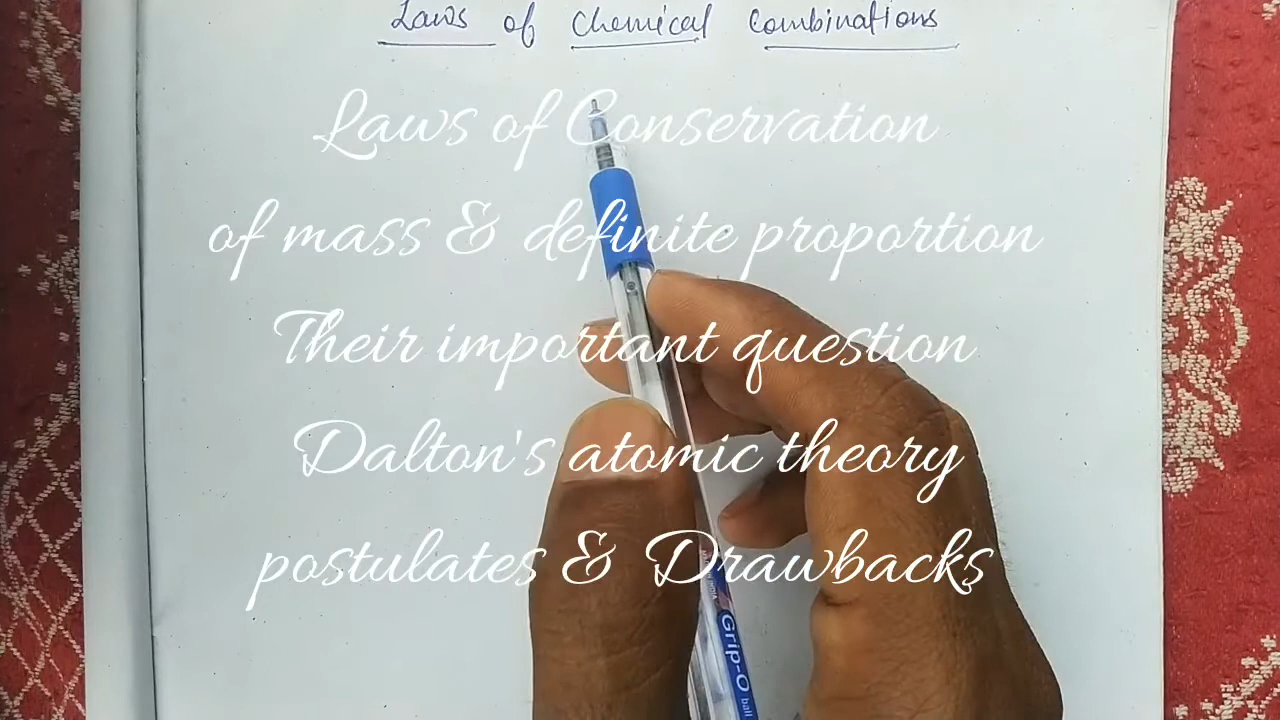 Laws of Chemical Combinations
Laws of Conservation
of mass & definite proportion
Their important question
Dalton's atomic theory
postulates & Drawbacks
Grip-O ball